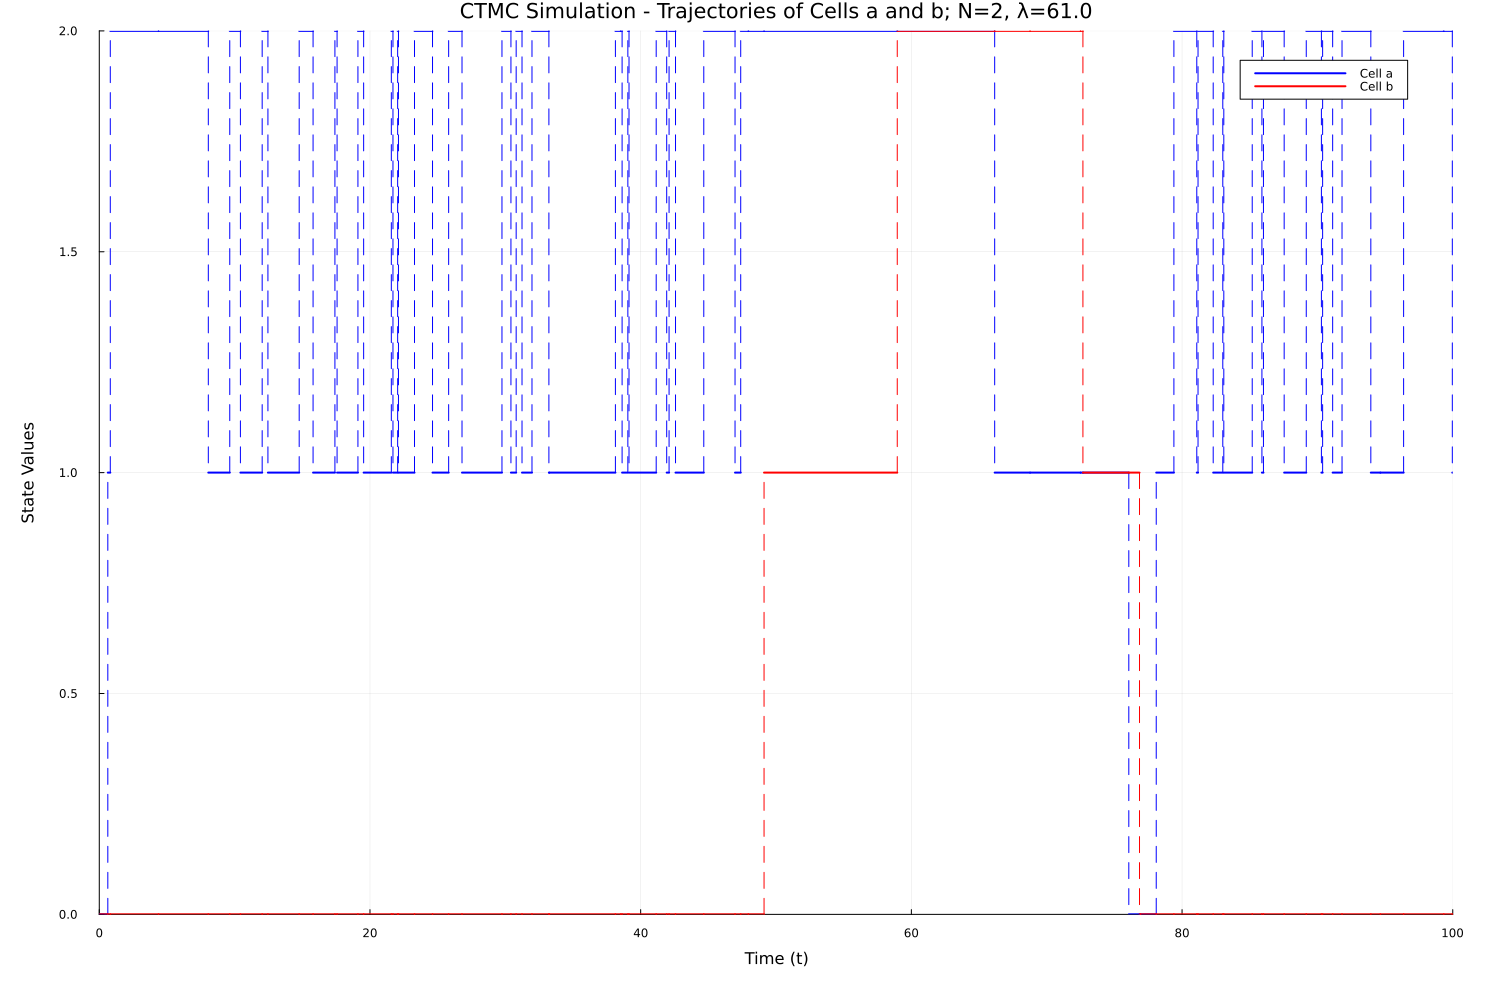 CTMC Simulation - Trajectories of Cells a and b; N=2, λ=61.0
2.0
Cell a
Cell b
1.5
1.0
State Values
0.5
0.0
0 20 40 60 80 100
Time (t)